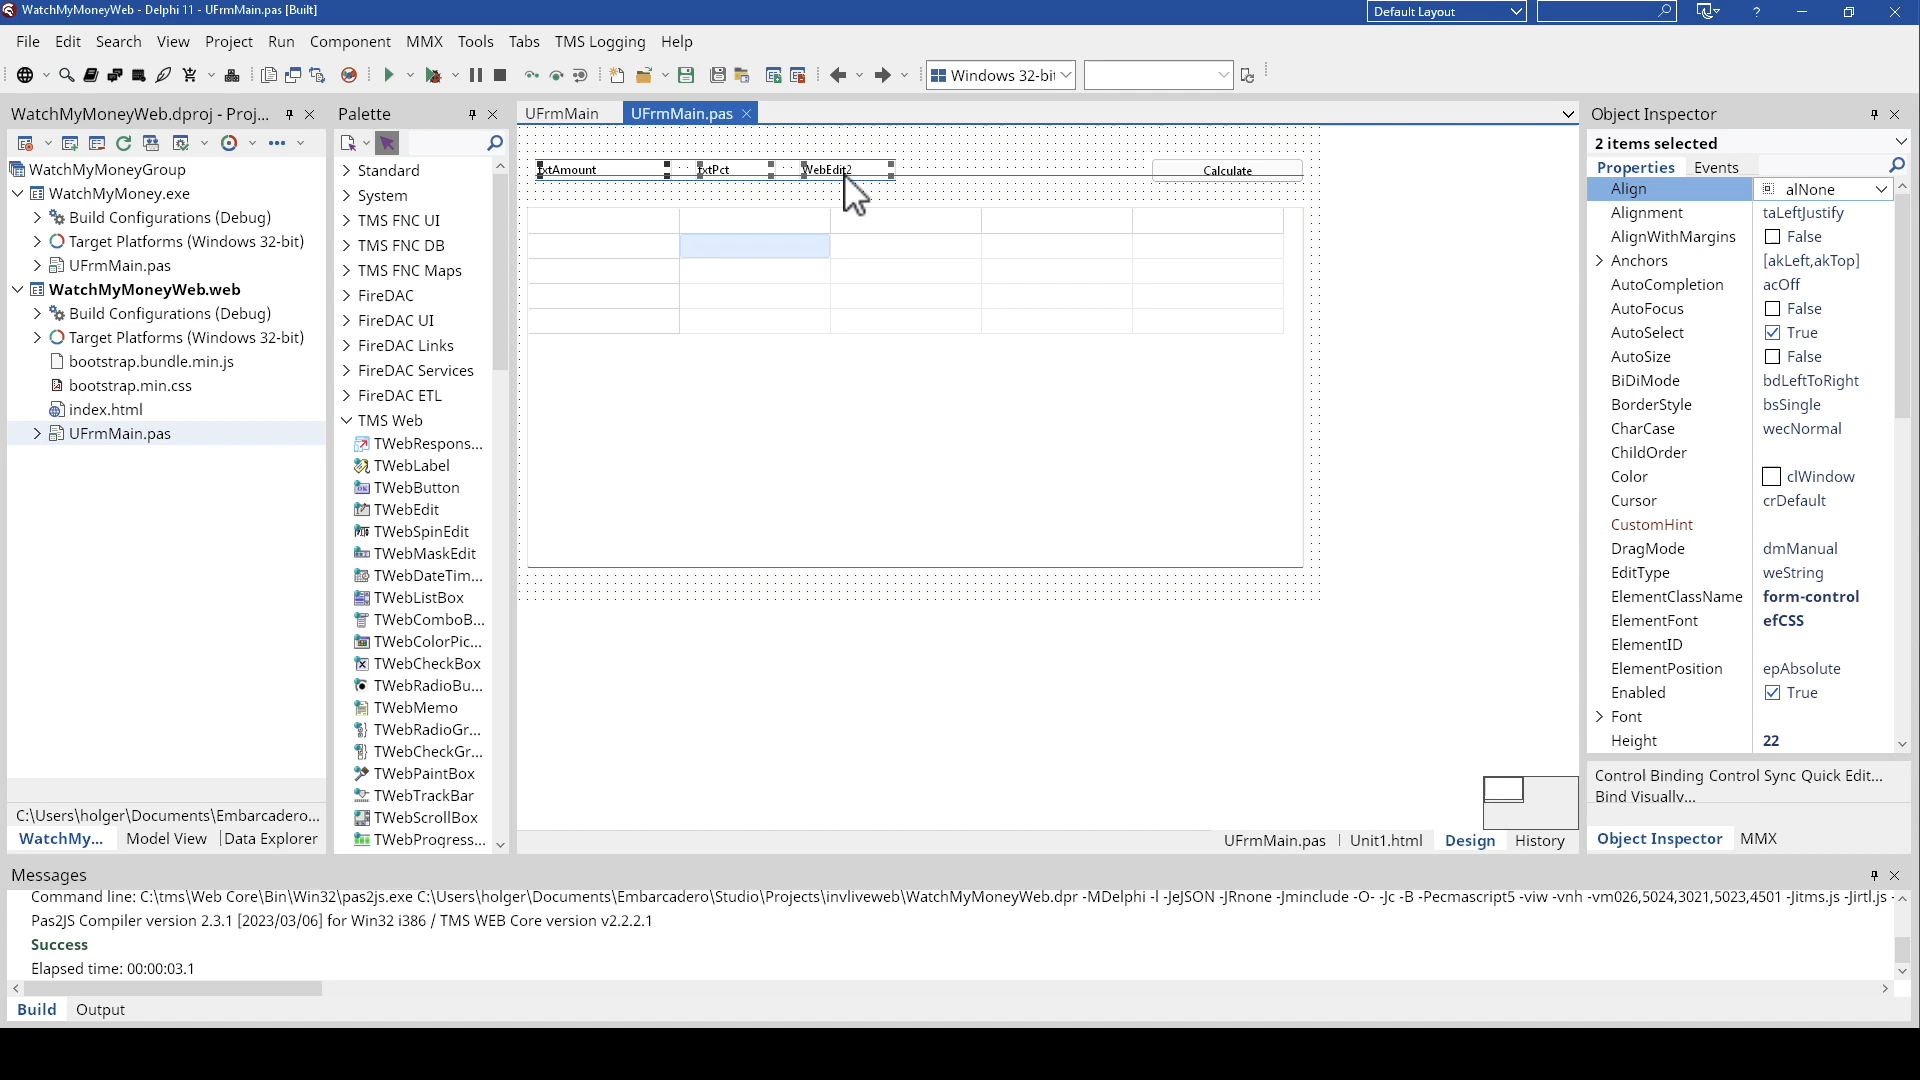 WatchMyMoneyWeb - Delphi 11 - UFrmMain.pas [Built]
Default Layout
?
File Edit Search View Project Run Component MMX Tools Tabs TMS Logging Help
Windows 32-bit
WatchMyMoneyWeb.dproj - Proj...
WatchMyMoneyGroup
WatchMyMoney.exe
Build Configurations (Debug)
Target Platforms (Windows 32-bit)
UFrmMain.pas
WatchMyMoneyWeb.web
Build Configurations (Debug)
Target Platforms (Windows 32-bit)
bootstrap.bundle.min.js
bootstrap.min.css
index.html
UFrmMain.pas
C:\Users\holger\Documents\Embarcadero...
WatchMy... Model View Data Explorer
Palette
Standard
System
TMS FNC UI
TMS FNC DB
TMS FNC Maps
FireDAC
FireDAC UI
FireDAC Links
FireDAC Services
FireDAC ETL
TMS Web
TWebRespons...
TWebLabel
TWebButton
TWebEdit
TWebSpinEdit
TWebMaskEdit
TWebDateTim...
TWebListBox
TWebComboB...
TWebColorPic...
TWebCheckBox
TWebRadioBu...
TWebMemo
TWebRadioGr...
TWebCheckGr...
TWebPaintBox
TWebTrackBar
TWebScrollBox
TWebProgress...
UFrmMain UFrmMain.pas
txtAmount txtPct WebEdit2 Calculate
UFrmMain.pas Unit1.html Design History
Object Inspector
2 items selected
Properties Events
Align alNone
Alignment taLeftJustify
AlignWithMargins False
Anchors [akLeft,akTop]
AutoCompletion acOff
AutoFocus False
AutoSelect True
AutoSize False
BiDiMode bdLeftToRight
BorderStyle bsSingle
CharCase wecNormal
ChildOrder
Color clWindow
Cursor crDefault
CustomHint
DragMode dmManual
EditType weString
ElementClassName form-control
ElementFont efCSS
ElementID
ElementPosition epAbsolute
Enabled True
Font
Height 22
Control Binding Control Sync Quick Edit...
Bind Visually...
Object Inspector MMX
Messages
Command line: C:\tms\Web Core\Bin\Win32\pas2js.exe C:\Users\holger\Documents\Embarcadero\Studio\Projects\invliveweb\WatchMyMoneyWeb.dpr -MDelphi -l -JeJSON -JRnone -Jminclude -O- -Jc -B -Pecmascript5 -viw -vnh -vm026,5024,3021,5023,4501 -Jitms.js -Jirtl.js -
Pas2JS Compiler version 2.3.1 [2023/03/06] for Win32 i386 / TMS WEB Core version v2.2.2.1
Success
Elapsed time: 00:00:03.1
Build Output